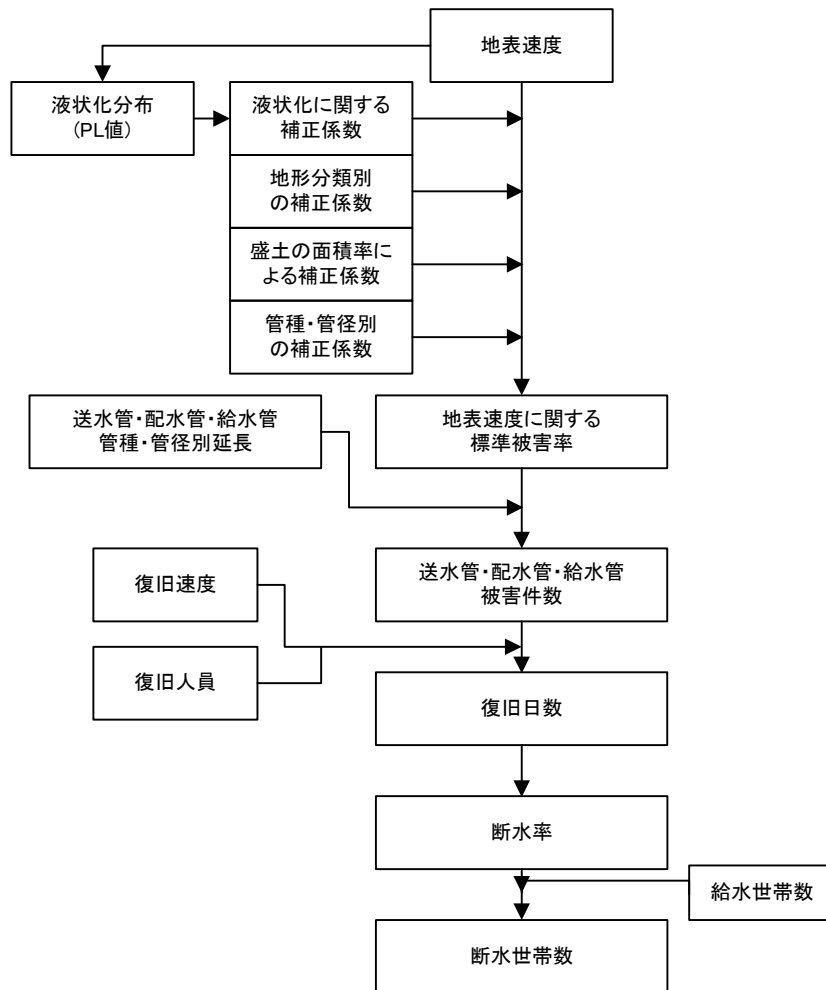 地表速度
液状化分布
(PL値)
液状化に関する
補正係数
地形分類別
の補正係数
盛土の面積率に
よる補正係数
管種・管径別
の補正係数
送水管・配水管・給水管
管種・管径別延長
地表速度に関する
標準被害率
復旧速度
送水管・配水管・給水管
被害件数
復旧人員
復旧日数
断水率
給水世帯数
断水世帯数